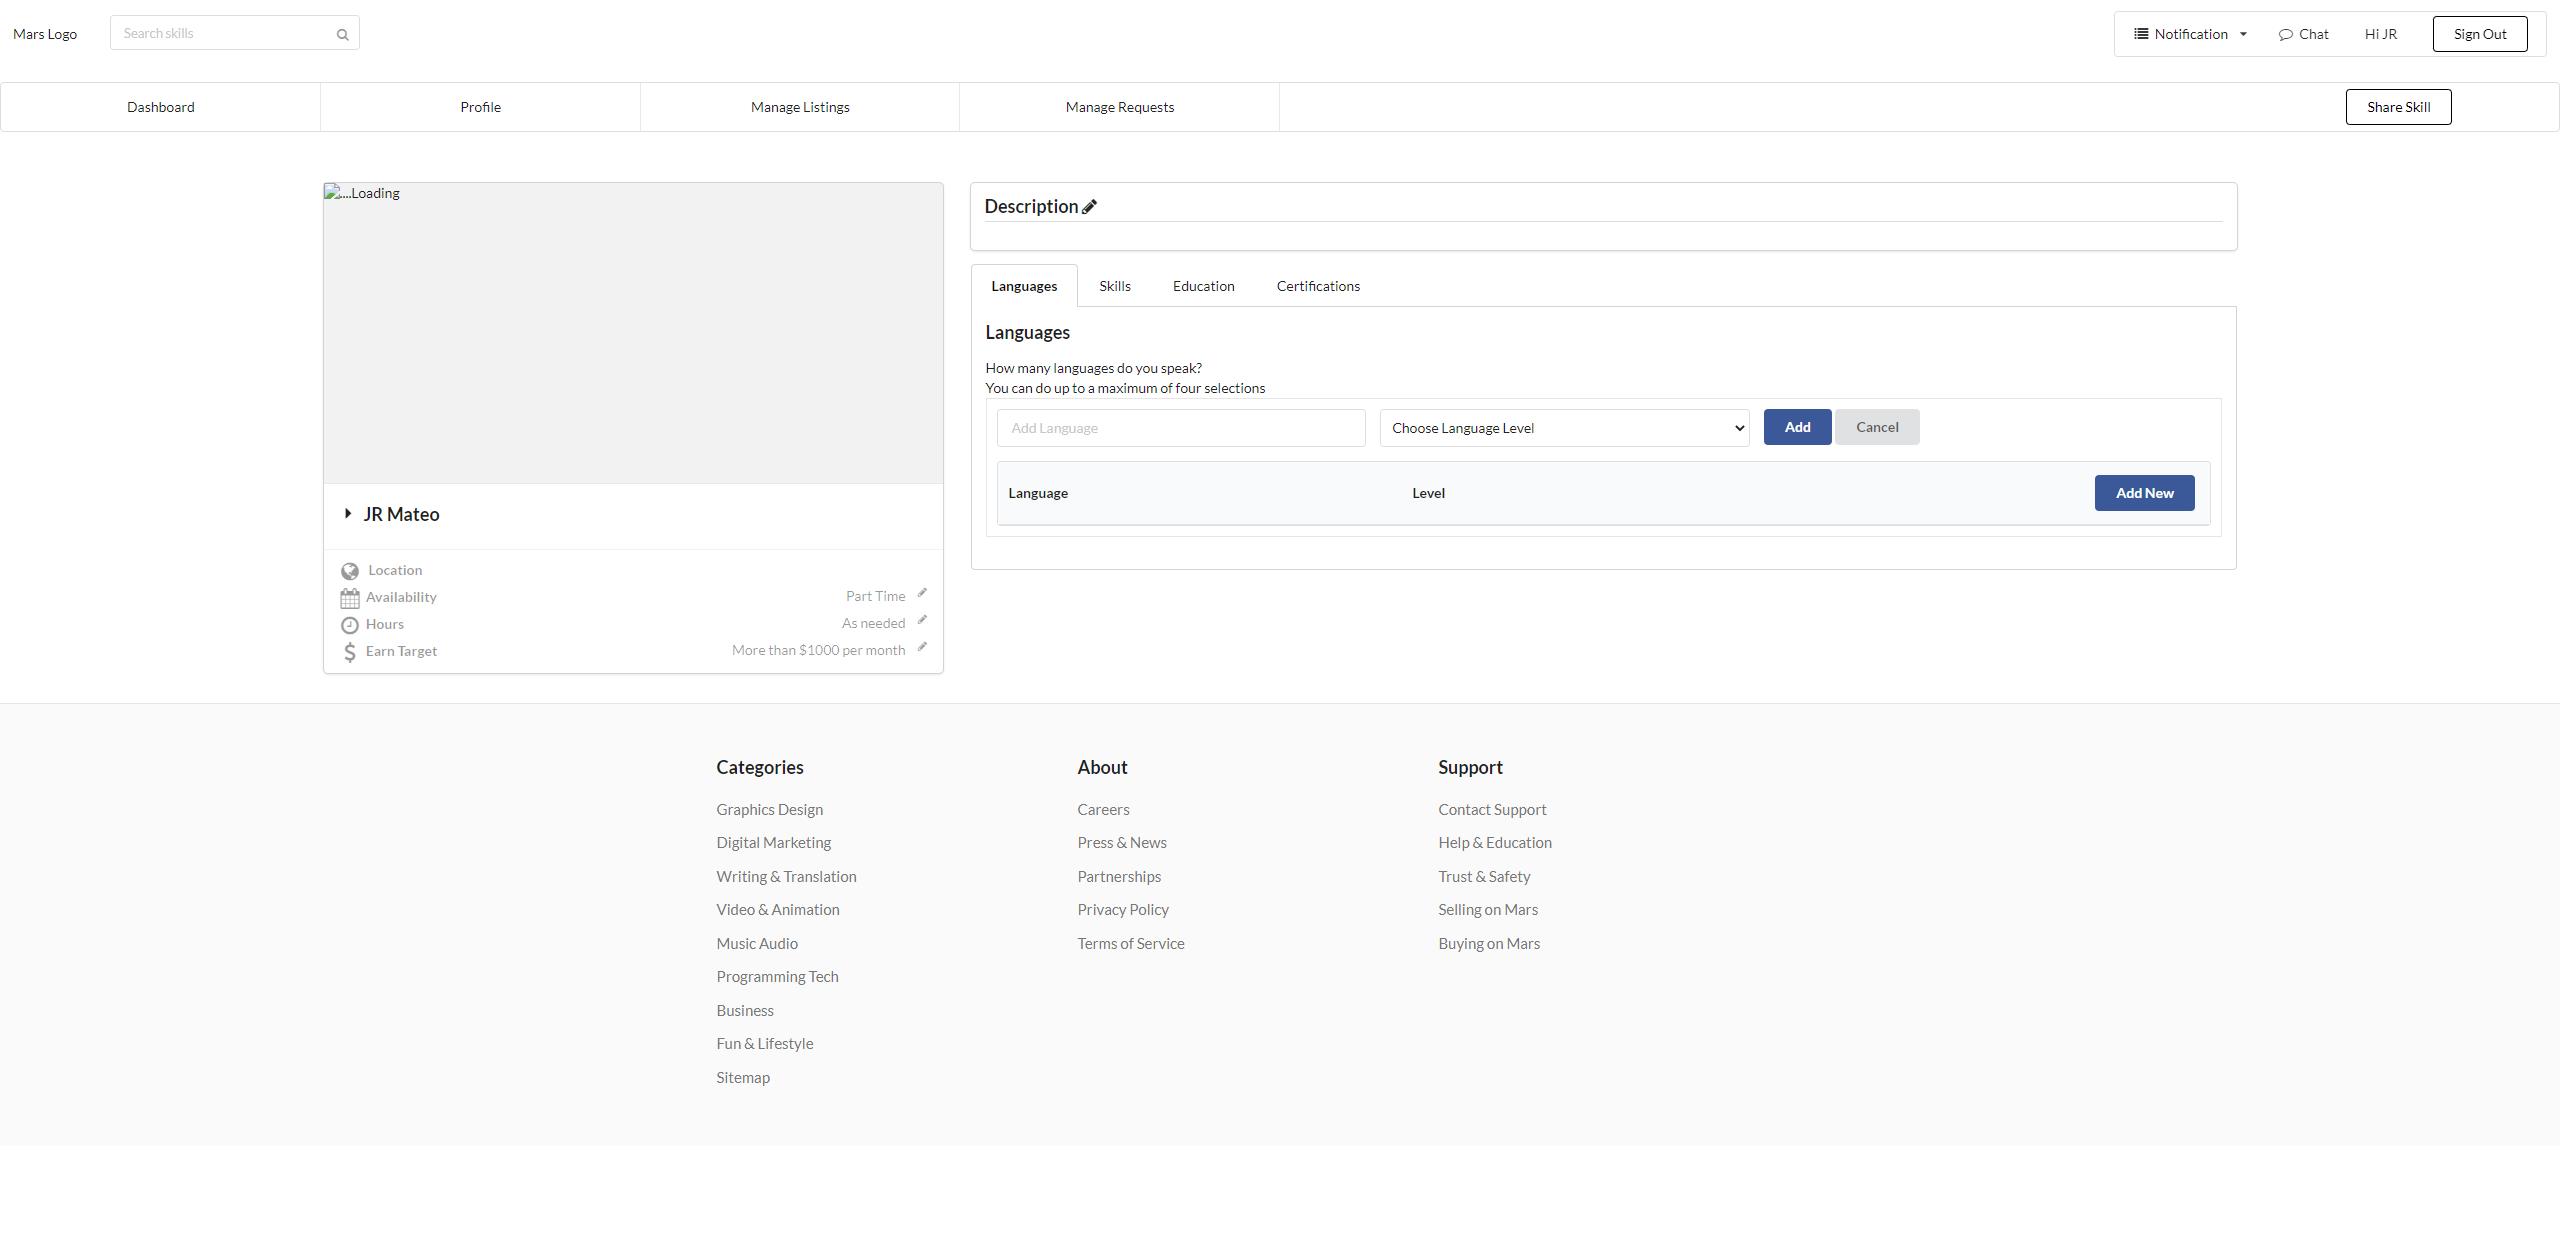 Mars Logo
Search skills
Notification
Chat
Hi JR
Sign Out
Dashboard
Profile
Manage Listings
Manage Requests
Share Skill
....Loading
JR Mateo
Location
Availability
Part Time
Hours
As needed
Earn Target
More than $1000 per month
Description
Languages
Skills
Education
Certifications
Languages
How many languages do you speak?
You can do up to a maximum of four selections
Add Language
Choose Language Level
Add
Cancel
Language
Level
Add New
Categories
Graphics Design
Digital Marketing
Writing & Translation
Video & Animation
Music Audio
Programming Tech
Business
Fun & Lifestyle
Sitemap
About
Careers
Press & News
Partnerships
Privacy Policy
Terms of Service
Support
Contact Support
Help & Education
Trust & Safety
Selling on Mars
Buying on Mars